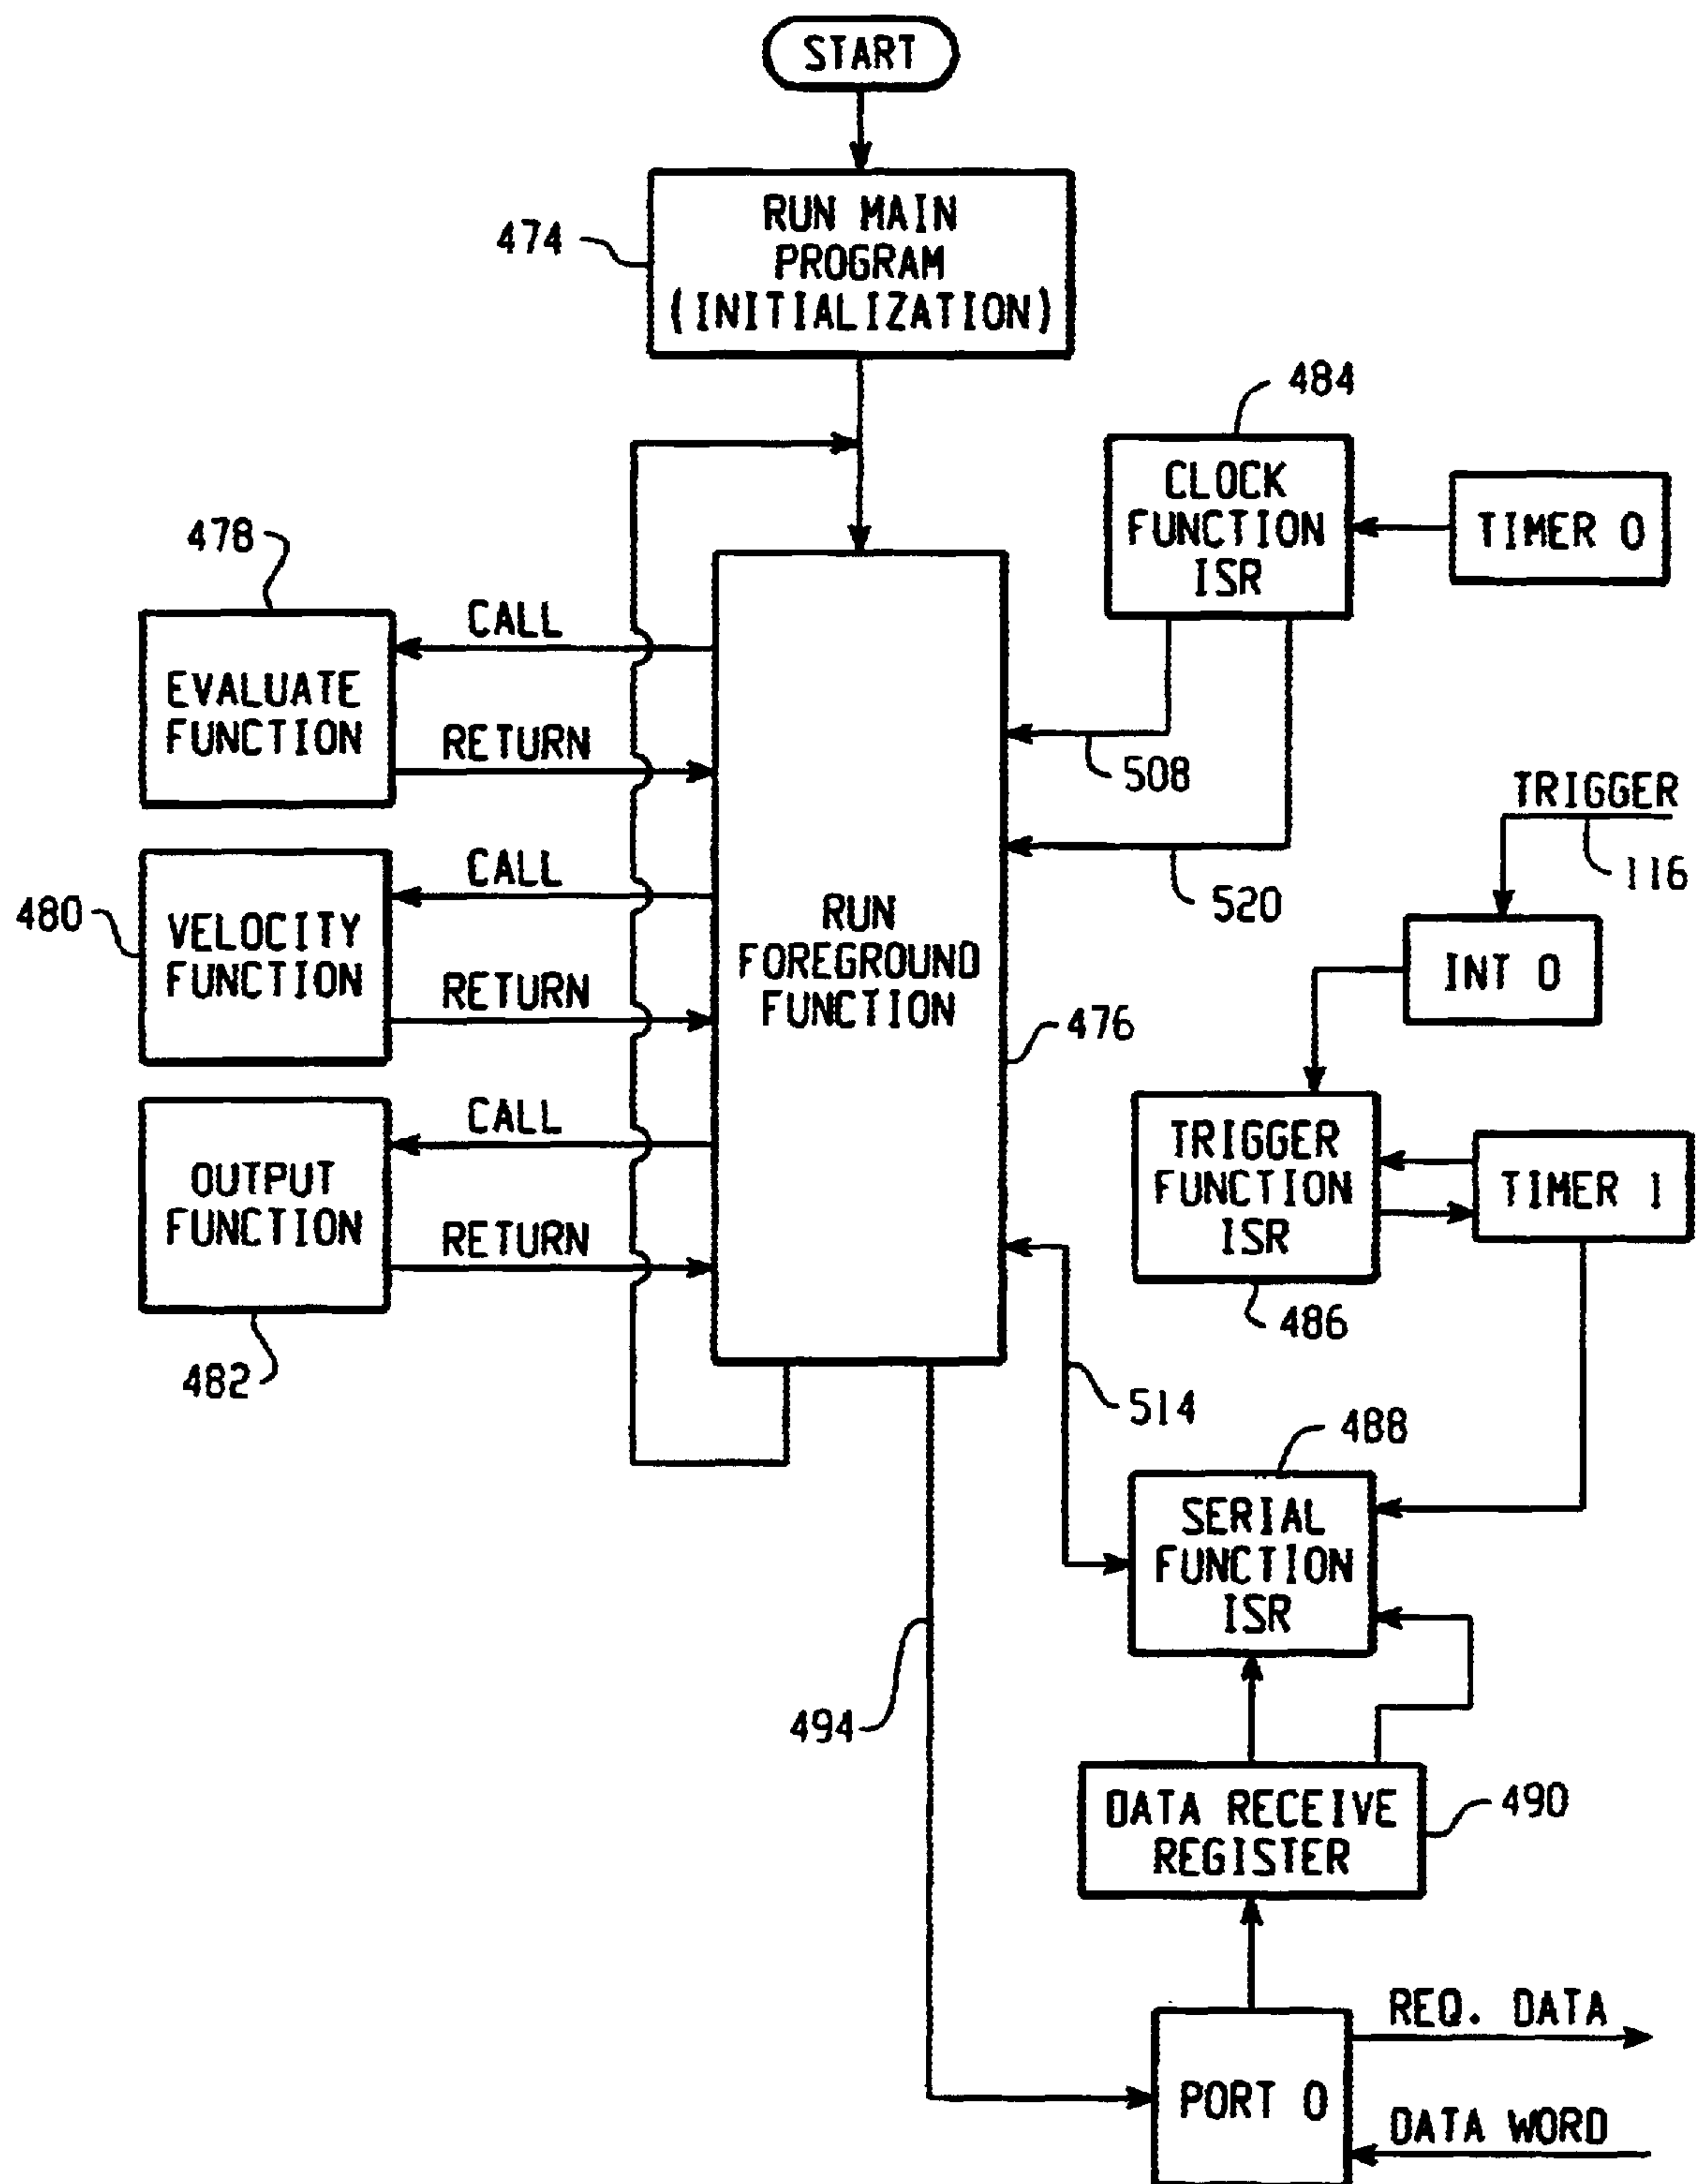 START
RUN MAIN
PROGRAM
(INITIALIZATION)
474
484
CLOCK
FUNCTION
ISR
TIMER 0
478
CALL
EVALUATE
FUNCTION
RETURN
508
520
TRIGGER
116
INT 0
480
CALL
VELOCITY
FUNCTION
RETURN
RUN
FOREGROUND
FUNCTION
476
CALL
OUTPUT
FUNCTION
RETURN
482
TRIGGER
FUNCTION
ISR
TIMER 1
486
514
488
SERIAL
FUNCTION
ISR
494
DATA RECEIVE
REGISTER
490
PORT 0
REQ. DATA
DATA WORD